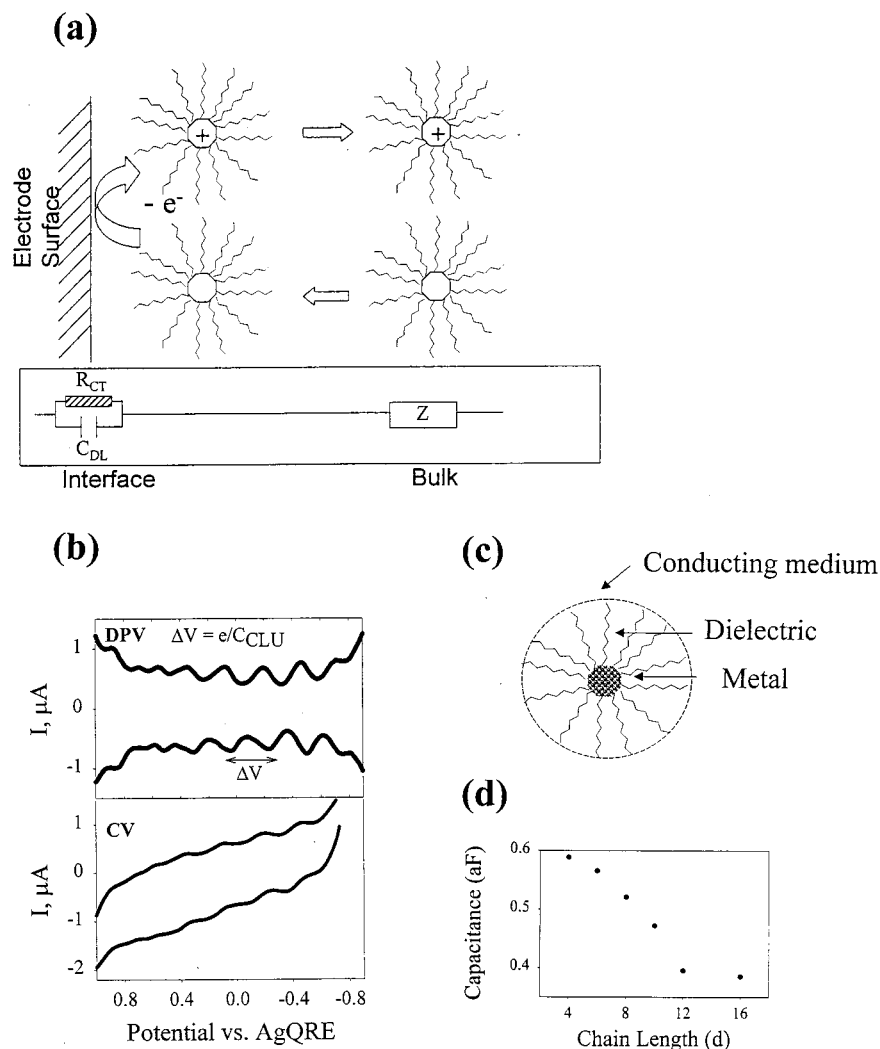 (a)
Electrode
Surface
+
+
- e-
R_CT
C_DL
Z
Interface
Bulk
(b)
DPV
ΔV = e/C_CLU
1
0
-1
I, μA
ΔV
CV
1
0
-1
-2
I, μA
0.8 0.4 0.0 -0.4 -0.8
Potential vs. AgQRE
(c)
Conducting medium
Dielectric
Metal
(d)
0.6
0.5
0.4
Capacitance (aF)
4 8 12 16
Chain Length (d)